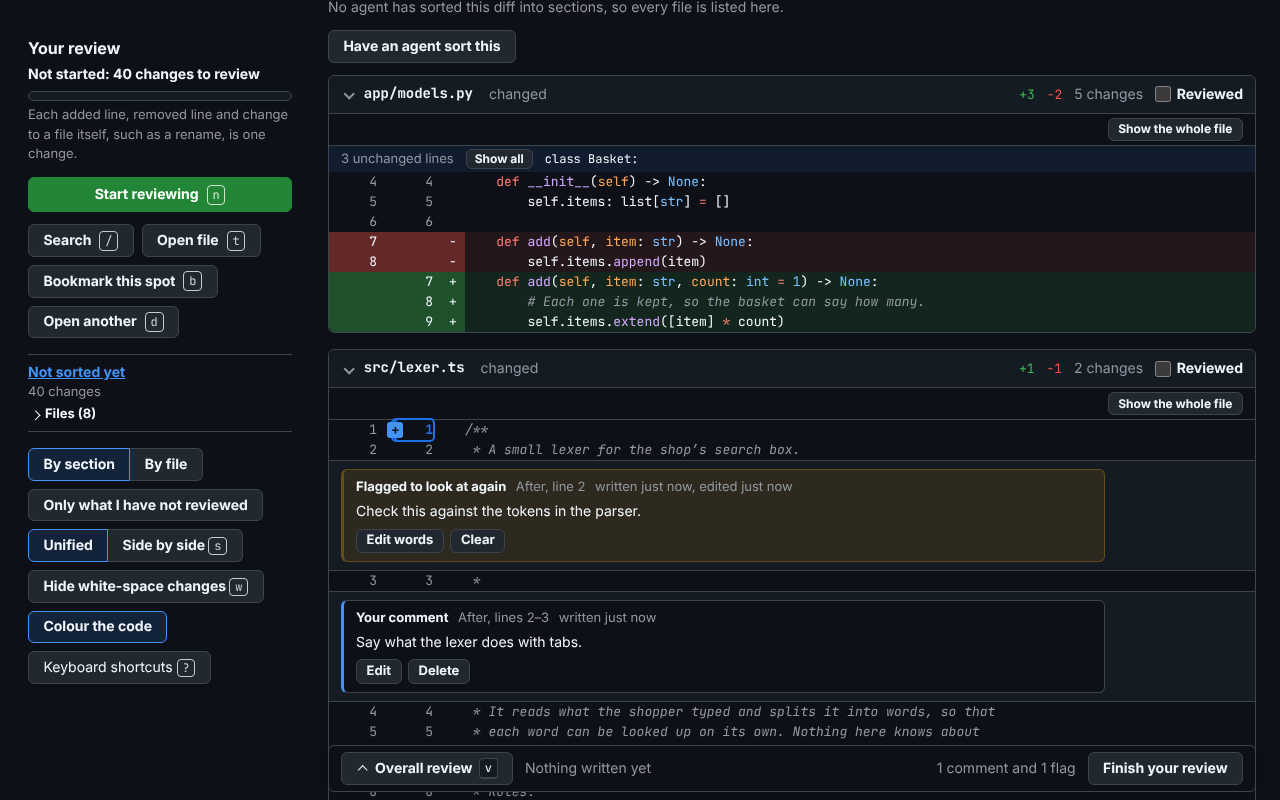 No agent has sorted this diff into sections, so every file is listed here.
Your review
Not started: 40 changes to review
Each added line, removed line and change
to a file itself, such as a rename, is one
change.
Start reviewing n
Search / Open file t
Bookmark this spot b
Open another d
Not sorted yet
40 changes
Files (8)
By section By file
Only what I have not reviewed
Unified Side by side s
Hide white-space changes w
Colour the code
Keyboard shortcuts ?
Have an agent sort this
app/models.py changed +3 -2 5 changes Reviewed
Show the whole file
3 unchanged lines Show all class Basket:
4 4 def __init__(self) -> None:
5 5 self.items: list[str] = []
6 6
7 - def add(self, item: str) -> None:
8 - self.items.append(item)
7 + def add(self, item: str, count: int = 1) -> None:
8 + # Each one is kept, so the basket can say how many.
9 + self.items.extend([item] * count)
src/lexer.ts changed +1 -1 2 changes Reviewed
Show the whole file
1 + 1 /**
2 2 * A small lexer for the shop’s search box.
Flagged to look at again After, line 2 written just now, edited just now
Check this against the tokens in the parser.
Edit words Clear
3 3 *
Your comment After, lines 2–3 written just now
Say what the lexer does with tabs.
Edit Delete
4 4 * It reads what the shopper typed and splits it into words, so that
5 5 * each word can be looked up on its own. Nothing here knows about
Overall review v Nothing written yet 1 comment and 1 flag Finish your review
8 8 * Rules: